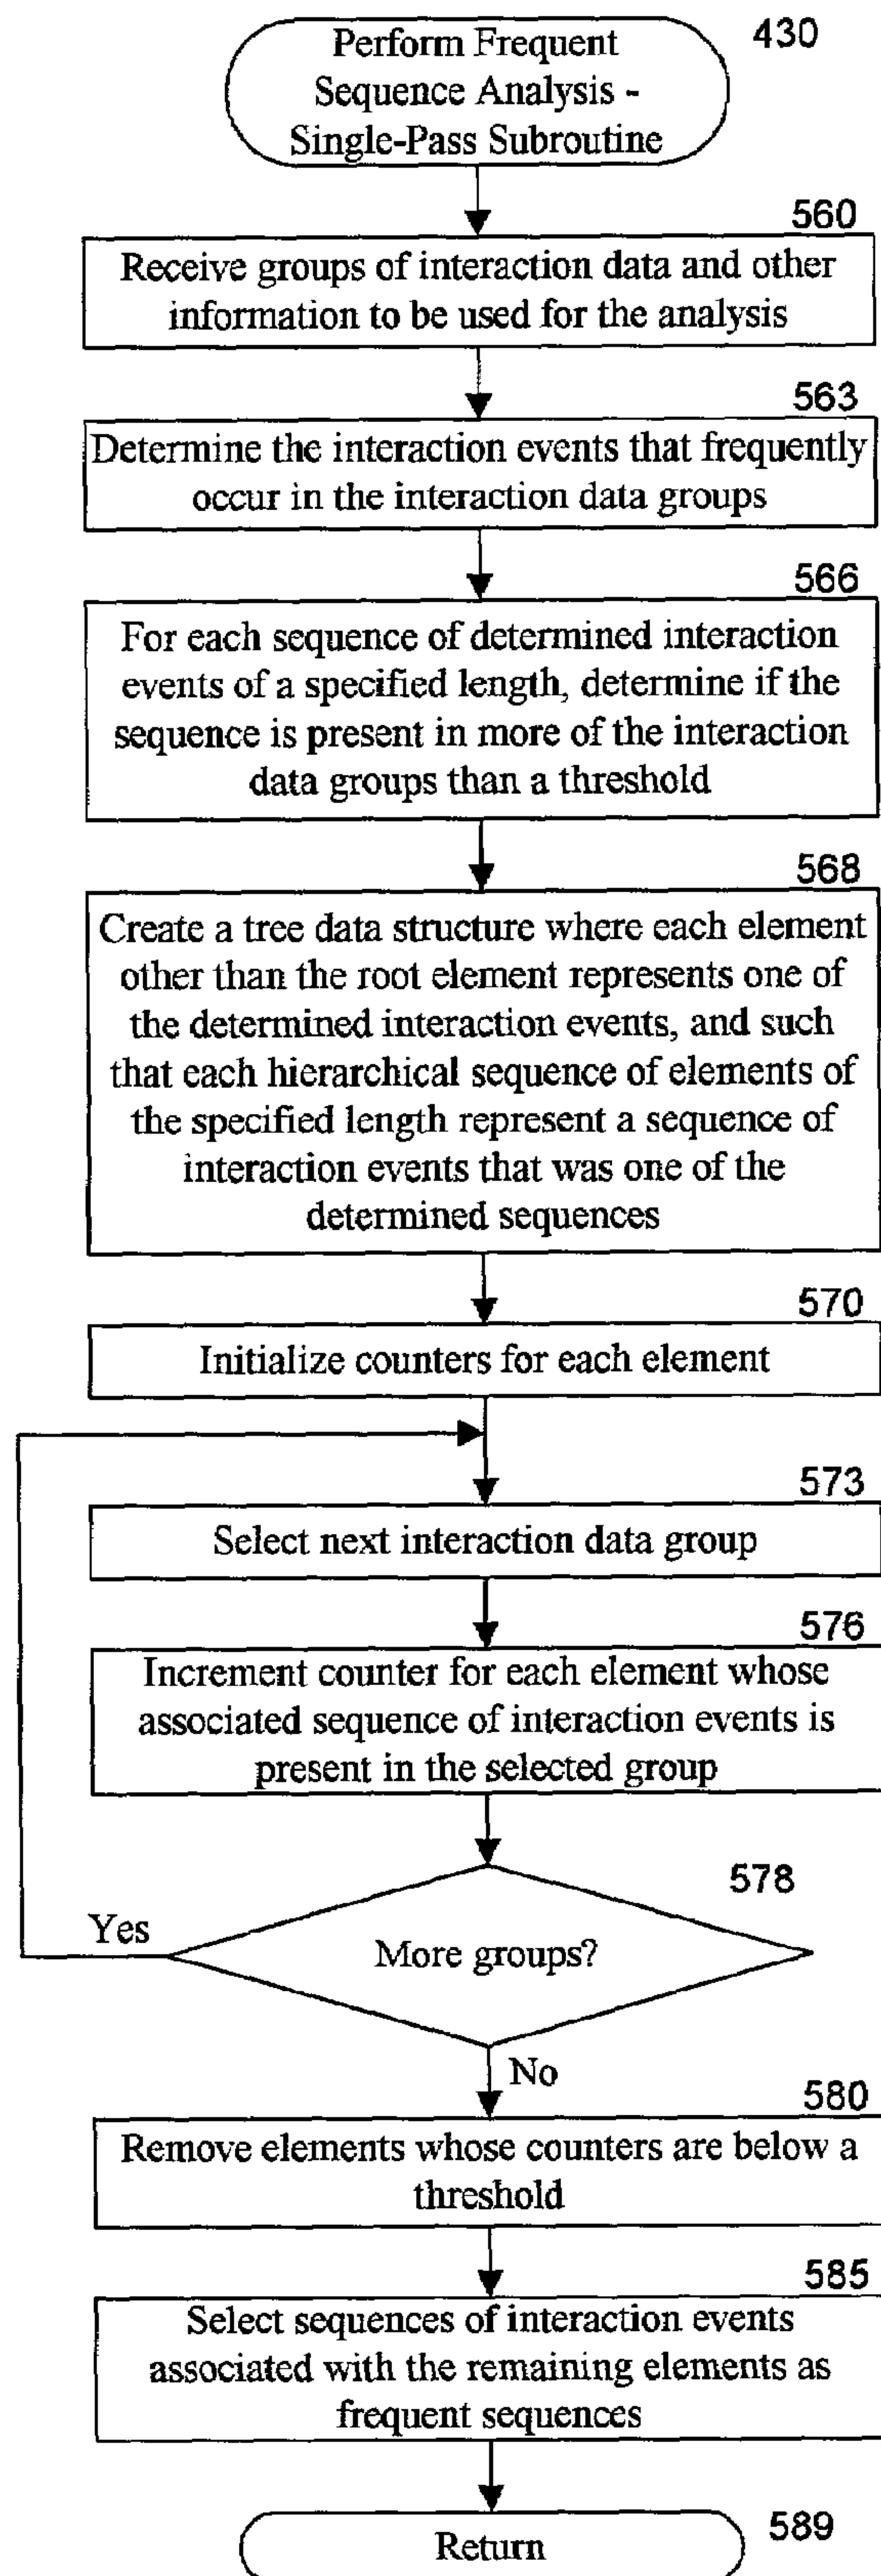 Perform Frequent
Sequence Analysis -
Single-Pass Subroutine
430
560
Receive groups of interaction data and other
information to be used for the analysis
563
Determine the interaction events that frequently
occur in the interaction data groups
566
For each sequence of determined interaction
events of a specified length, determine if the
sequence is present in more of the interaction
data groups than a threshold
568
Create a tree data structure where each element
other than the root element represents one of
the determined interaction events, and such
that each hierarchical sequence of elements of
the specified length represent a sequence of
interaction events that was one of the
determined sequences
570
Initialize counters for each element
573
Select next interaction data group
576
Increment counter for each element whose
associated sequence of interaction events is
present in the selected group
578
Yes
More groups?
No
580
Remove elements whose counters are below a
threshold
585
Select sequences of interaction events
associated with the remaining elements as
frequent sequences
589
Return